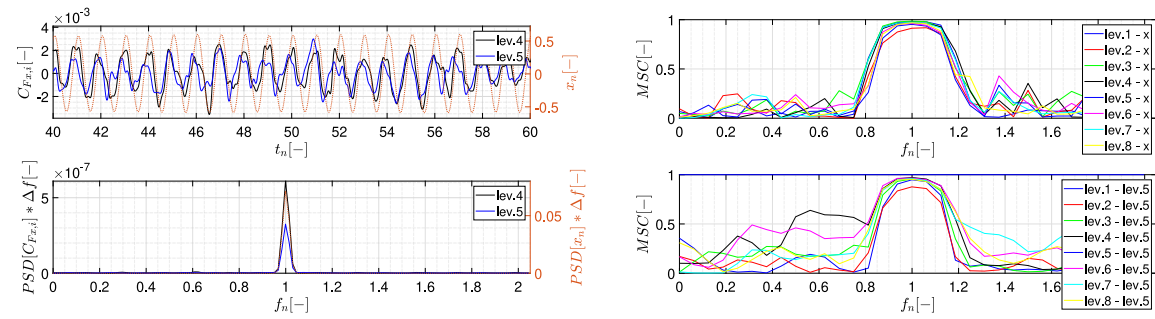 ×10⁻³
4
2
0
-2
C_{Fx,i}[−]
lev.4
lev.5
0.5
0
-0.5
x_n[−]
40 42 44 46 48 50 52 54 56 58 60
t_n[−]
×10⁻⁷
5
0
PSD[C_{Fx,i}] * Δf[−]
lev.4
lev.5
0.05
0
PSD[x_n] * Δf[−]
0 0.2 0.4 0.6 0.8 1 1.2 1.4 1.6 1.8 2
f_n[−]
1
0.5
0
MSC[−]
0 0.2 0.4 0.6 0.8 1 1.2 1.4 1.6
f_n[−]
lev.1 - x
lev.2 - x
lev.3 - x
lev.4 - x
lev.5 - x
lev.6 - x
lev.7 - x
lev.8 - x
1
0.5
0
MSC[−]
0 0.2 0.4 0.6 0.8 1 1.2 1.4 1.6
f_n[−]
lev.1 - lev.5
lev.2 - lev.5
lev.3 - lev.5
lev.4 - lev.5
lev.5 - lev.5
lev.6 - lev.5
lev.7 - lev.5
lev.8 - lev.5